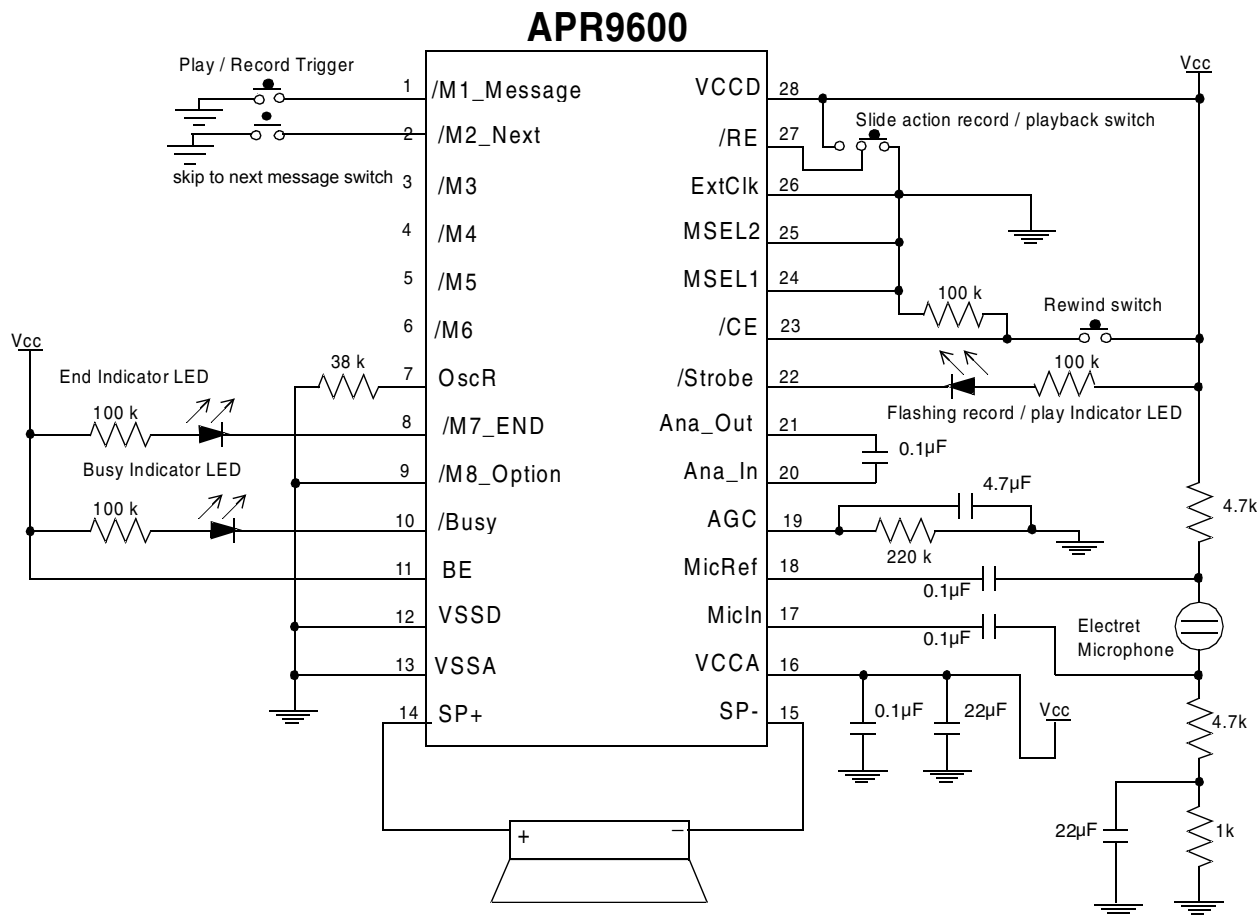 APR9600
Play / Record Trigger
1
/M1_Message
2
/M2_Next
skip to next message switch
3
/M3
4
/M4
5
/M5
6
/M6
Vcc
38 k
7
OscR
End Indicator LED
100 k
8
/M7_END
9
/M8_Option
Busy Indicator LED
100 k
10
/Busy
11
BE
12
VSSD
13
VSSA
14
SP+
VCCD
28
Vcc
Slide action record / playback switch
/RE
27
ExtClk
26
MSEL2
25
MSEL1
24
100 k
Rewind switch
/CE
23
/Strobe
22
100 k
Flashing record / play Indicator LED
Ana_Out
21
0.1µF
Ana_In
20
4.7µF
AGC
19
220 k
4.7k
MicRef
18
0.1µF
MicIn
17
0.1µF
Electret
Microphone
VCCA
16
SP-
15
0.1µF
22µF
Vcc
4.7k
22µF
1k
+
−